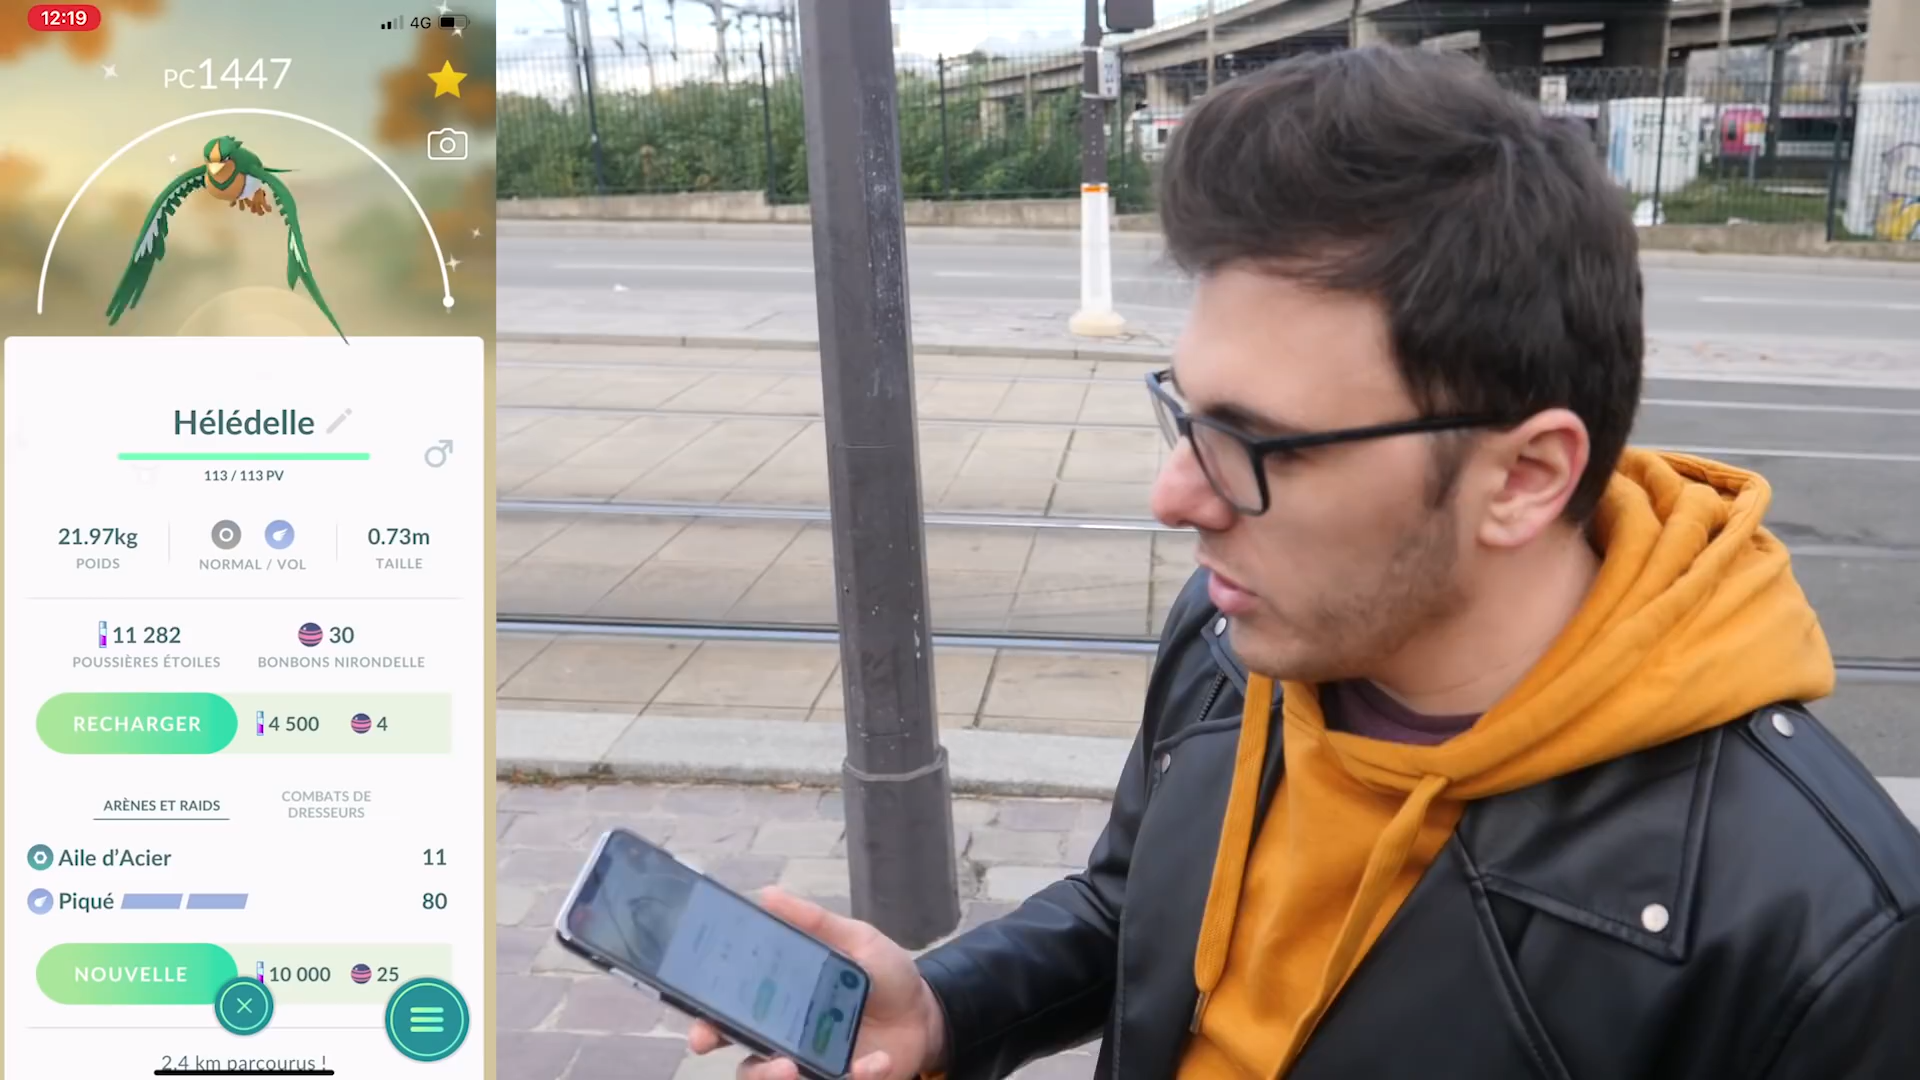 12:19
4G
PC1447
Hélédelle
113 / 113 PV
21.97kg
POIDS
NORMAL / VOL
0.73m
TAILLE
11 282
POUSSIÈRES ÉTOILES
30
BONBONS NIRONDELLE
RECHARGER
4 500
4
ARÈNES ET RAIDS
COMBATS DE
DRESSEURS
Aile d'Acier
11
Piqué
80
NOUVELLE
10 000
25
2,4 km parcourus !